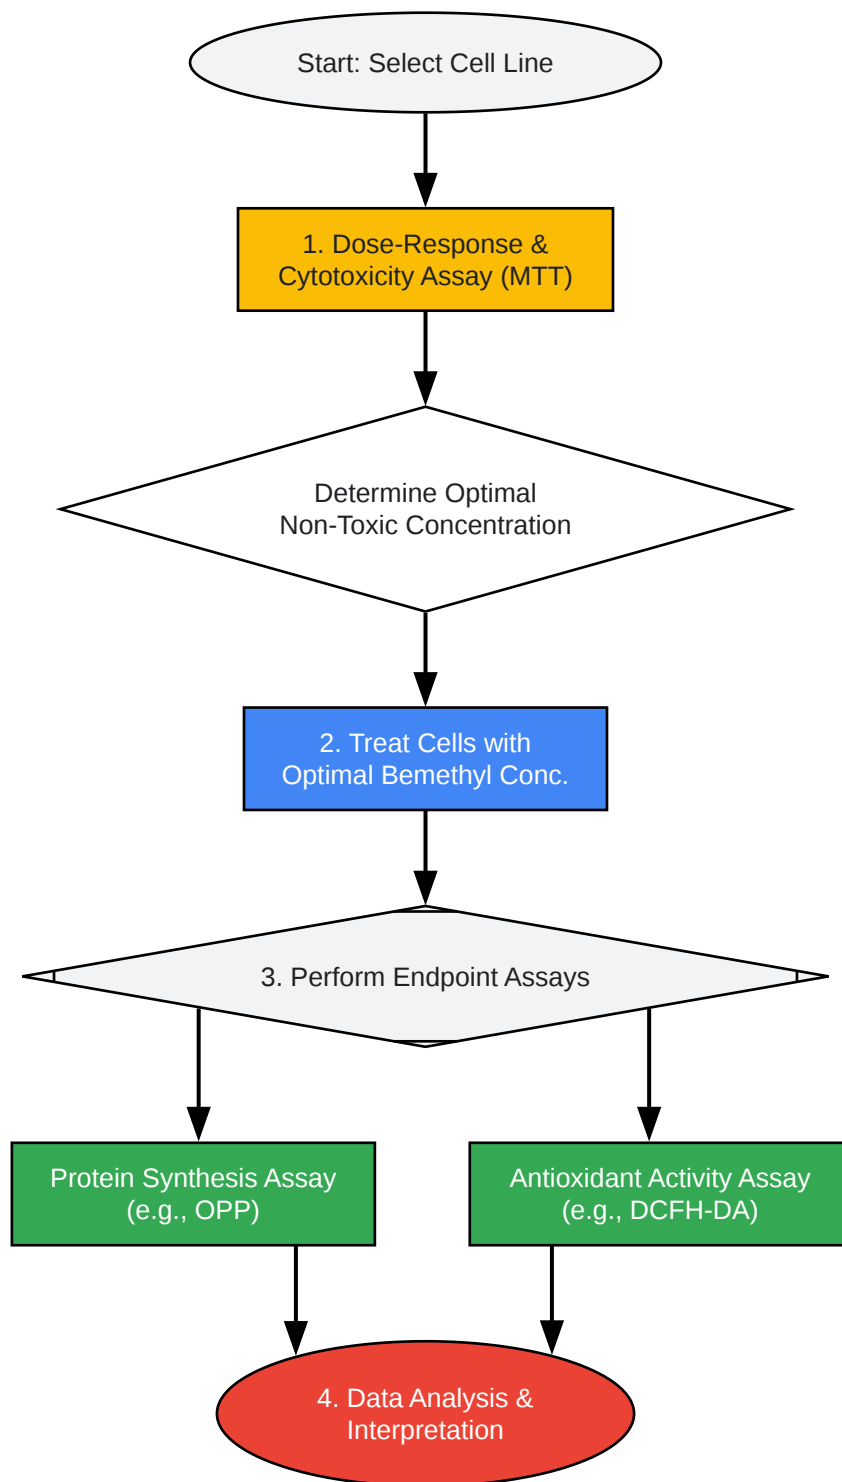 Start: Select Cell Line
1. Dose-Response &
Cytotoxicity Assay (MTT)
Determine Optimal
Non-Toxic Concentration
2. Treat Cells with
Optimal Bemethyl Conc.
3. Perform Endpoint Assays
Protein Synthesis Assay
(e.g., OPP)
Antioxidant Activity Assay
(e.g., DCFH-DA)
4. Data Analysis &
Interpretation